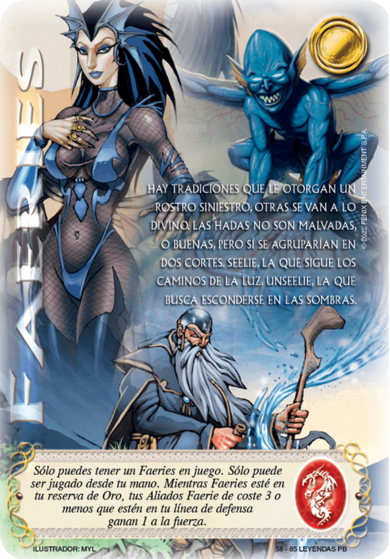 FAERIES
HAY TRADICIONES QUE LE OTORGAN UN
ROSTRO SINIESTRO, OTRAS SE VAN A LO
DIVINO. LAS HADAS NO SON MALVADAS,
O BUENAS, PERO SI SE AGRUPARÍAN EN
DOS CORTES. SEELIE, LA QUE SIGUE LOS
CAMINOS DE LA LUZ. UNSEELIE, LA QUE
BUSCA ESCONDERSE EN LAS SOMBRAS.
©2022 FENIX ENTERTAINMENT S.P.A.
Sólo puedes tener un Faeries en juego. Sólo puede
ser jugado desde tu mano. Mientras Faeries esté en
tu reserva de Oro, tus Aliados Faerie de coste 3 o
menos que estén en tu línea de defensa
ganan 1 a la fuerza.
ILUSTRADOR: MYL
58 - 85 LEYENDAS PB